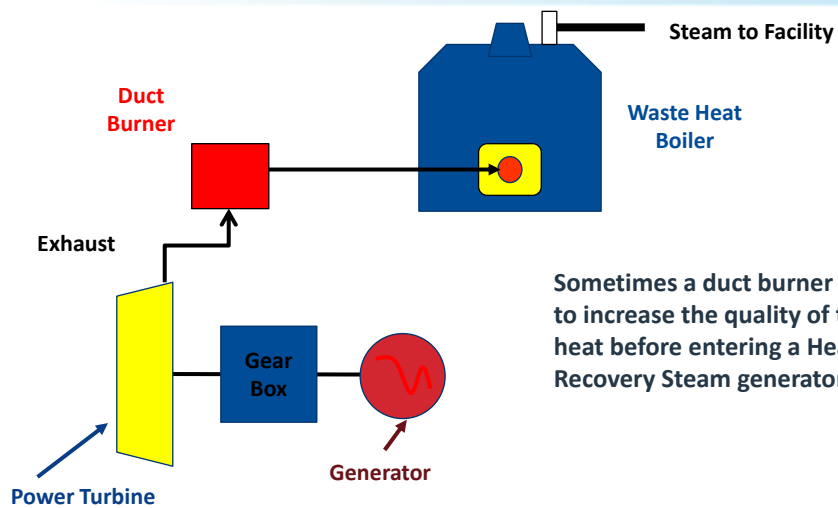 Steam to Facility
Duct
Burner
Waste Heat
Boiler
Exhaust
Sometimes a duct burner
to increase the quality of
heat before entering a
Recovery Steam generator
Gear
Box
Generator
Power Turbine